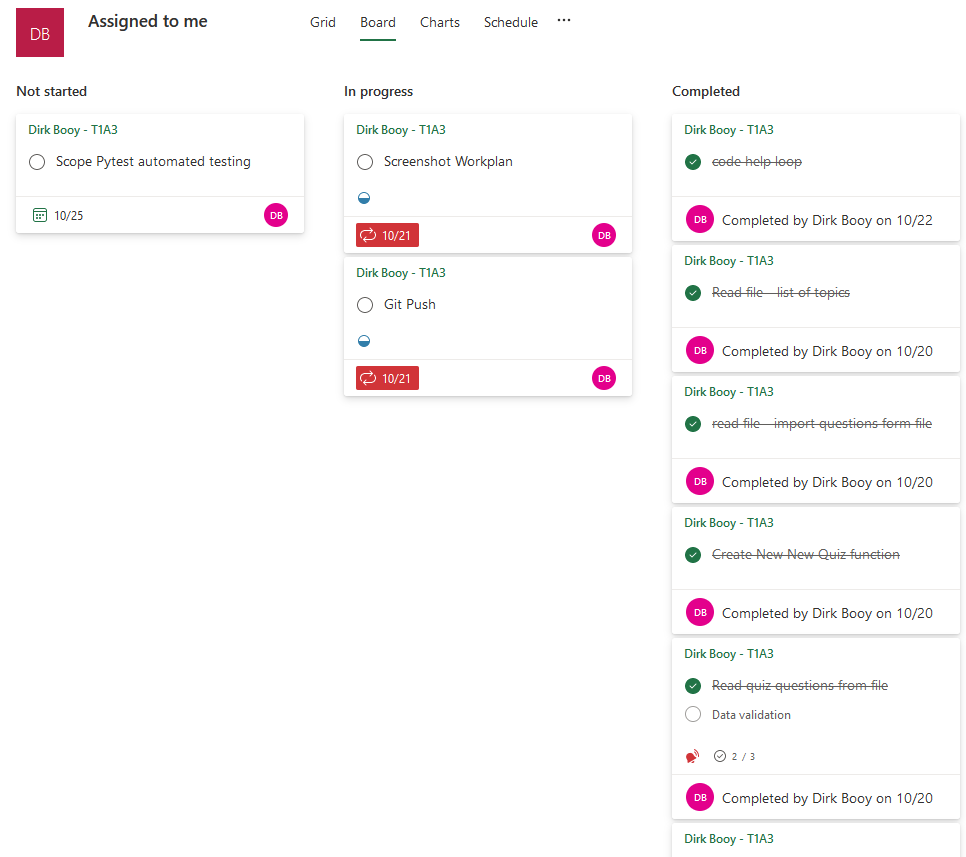 DB
Assigned to me
Grid
Board
Charts
Schedule
...
Not started
Dirk Booy - T1A3
Scope Pytest automated testing
10/25
DB
In progress
Dirk Booy - T1A3
Screenshot Workplan
10/21
DB
Dirk Booy - T1A3
Git Push
10/21
DB
Completed
Dirk Booy - T1A3
code help loop
DB
Completed by Dirk Booy on 10/22
Dirk Booy - T1A3
Read file - list of topics
DB
Completed by Dirk Booy on 10/20
Dirk Booy - T1A3
read file - import questions form file
DB
Completed by Dirk Booy on 10/20
Dirk Booy - T1A3
Create New New Quiz function
DB
Completed by Dirk Booy on 10/20
Dirk Booy - T1A3
Read quiz questions from file
Data validation
2 / 3
DB
Completed by Dirk Booy on 10/20
Dirk Booy - T1A3